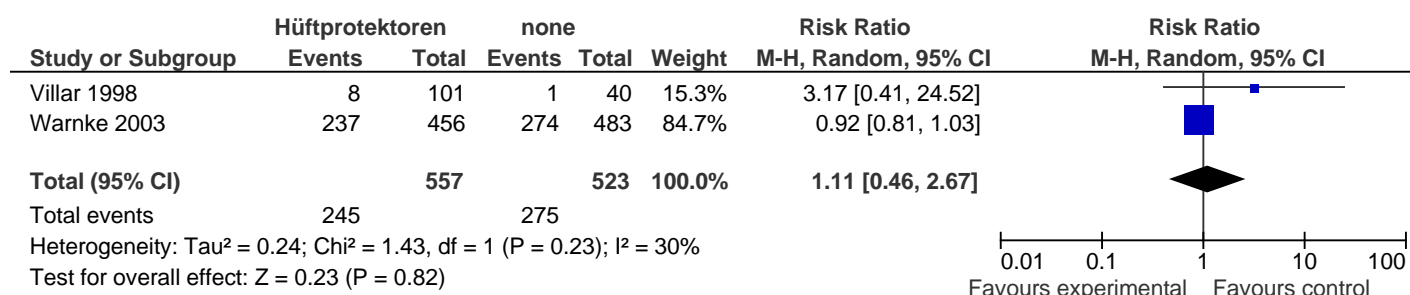 Hüftprotektoren none Risk Ratio Risk Ratio
Study or Subgroup Events Total Events Total Weight M-H, Random, 95% CI M-H, Random, 95% CI
Villar 1998 8 101 1 40 15.3% 3.17 [0.41, 24.52]
Warnke 2003 237 456 274 483 84.7% 0.92 [0.81, 1.03]
Total (95% CI) 557 523 100.0% 1.11 [0.46, 2.67]
Total events 245 275
Heterogeneity: Tau² = 0.24; Chi² = 1.43, df = 1 (P = 0.23); I² = 30%
Test for overall effect: Z = 0.23 (P = 0.82)
0.01 0.1 1 10 100
Favours experimental Favours control